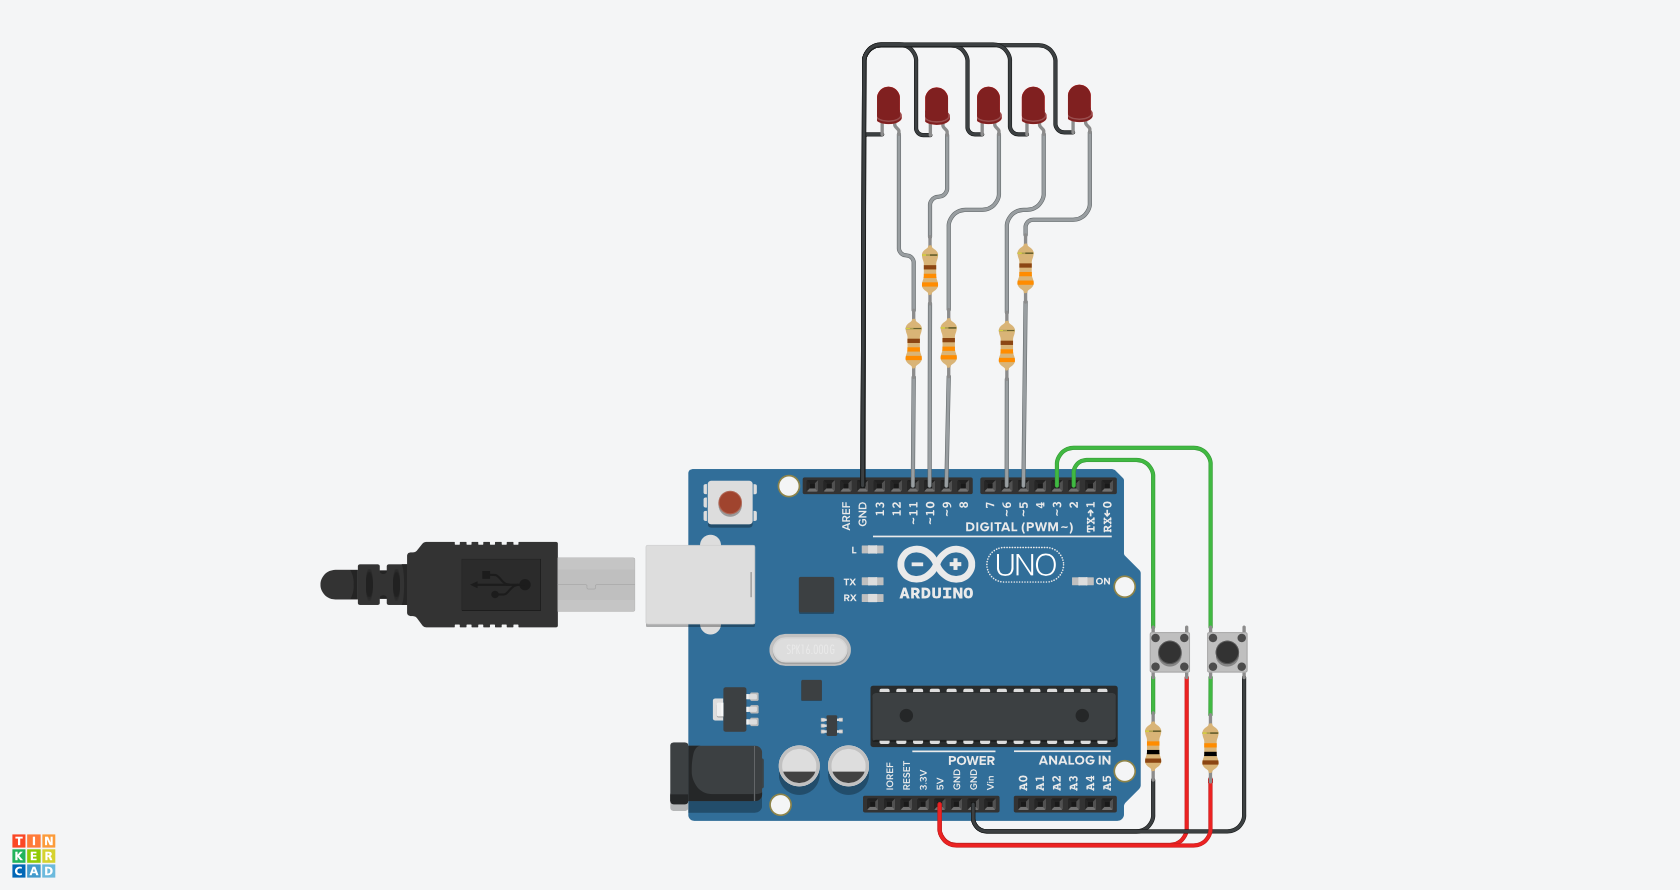 AREF
GND
13
12
~11
~10
~9
8
7
~6
~5
4
~3
2
TX→1
RX←0
DIGITAL (PWM~)
L
TX
RX
ARDUINO
UNO
ON
SPK16.000G
POWER
ANALOG IN
IOREF
RESET
3.3V
5V
GND
GND
Vin
A0
A1
A2
A3
A4
A5
TIN
KER
CAD